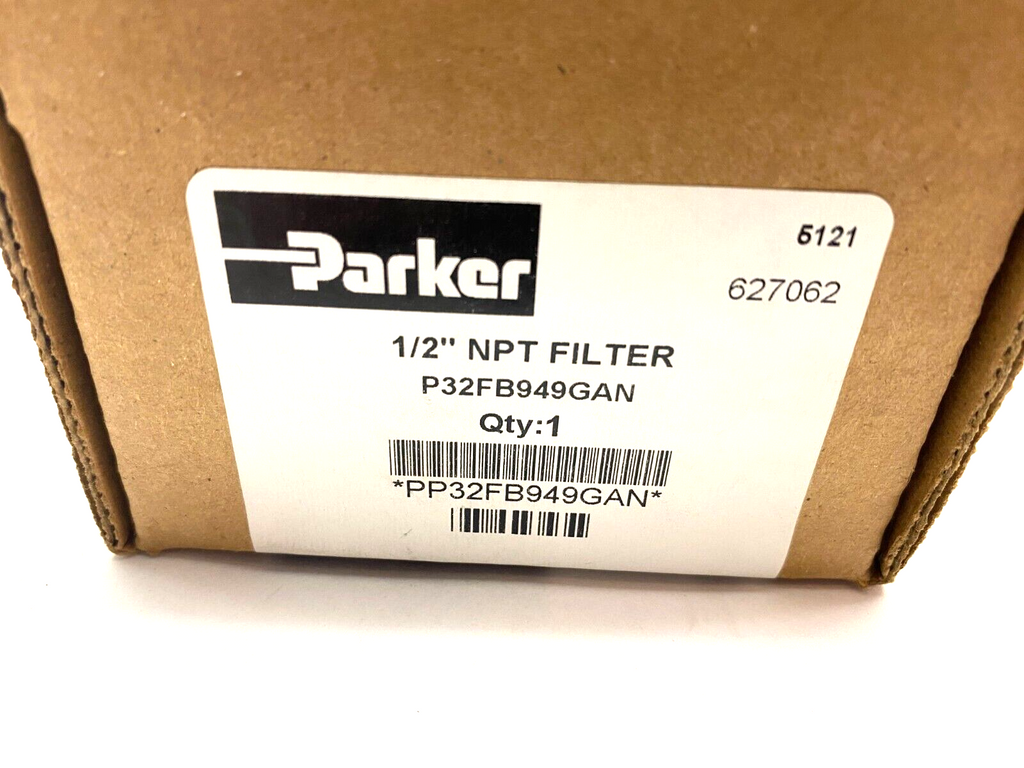 Parker
5121
627062
1/2" NPT FILTER
P32FB949GAN
Qty:1
*PP32FB949GAN*